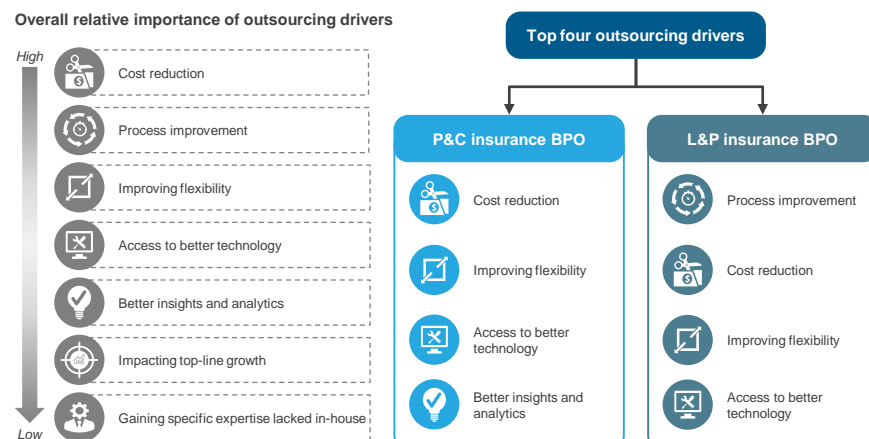 Overall relative importance of outsourcing drivers
High
Cost reduction
Process improvement
Improving flexibility
Access to better technology
Better insights and analytics
Impacting top-line growth
Gaining specific expertise lacked in-house
Low
Top four outsourcing drivers
P&C insurance BPO
Cost reduction
Improving flexibility
Access to better
technology
Better insights and
analytics
L&P insurance BPO
Process improvement
Cost reduction
Improving flexibility
Access to better
technology